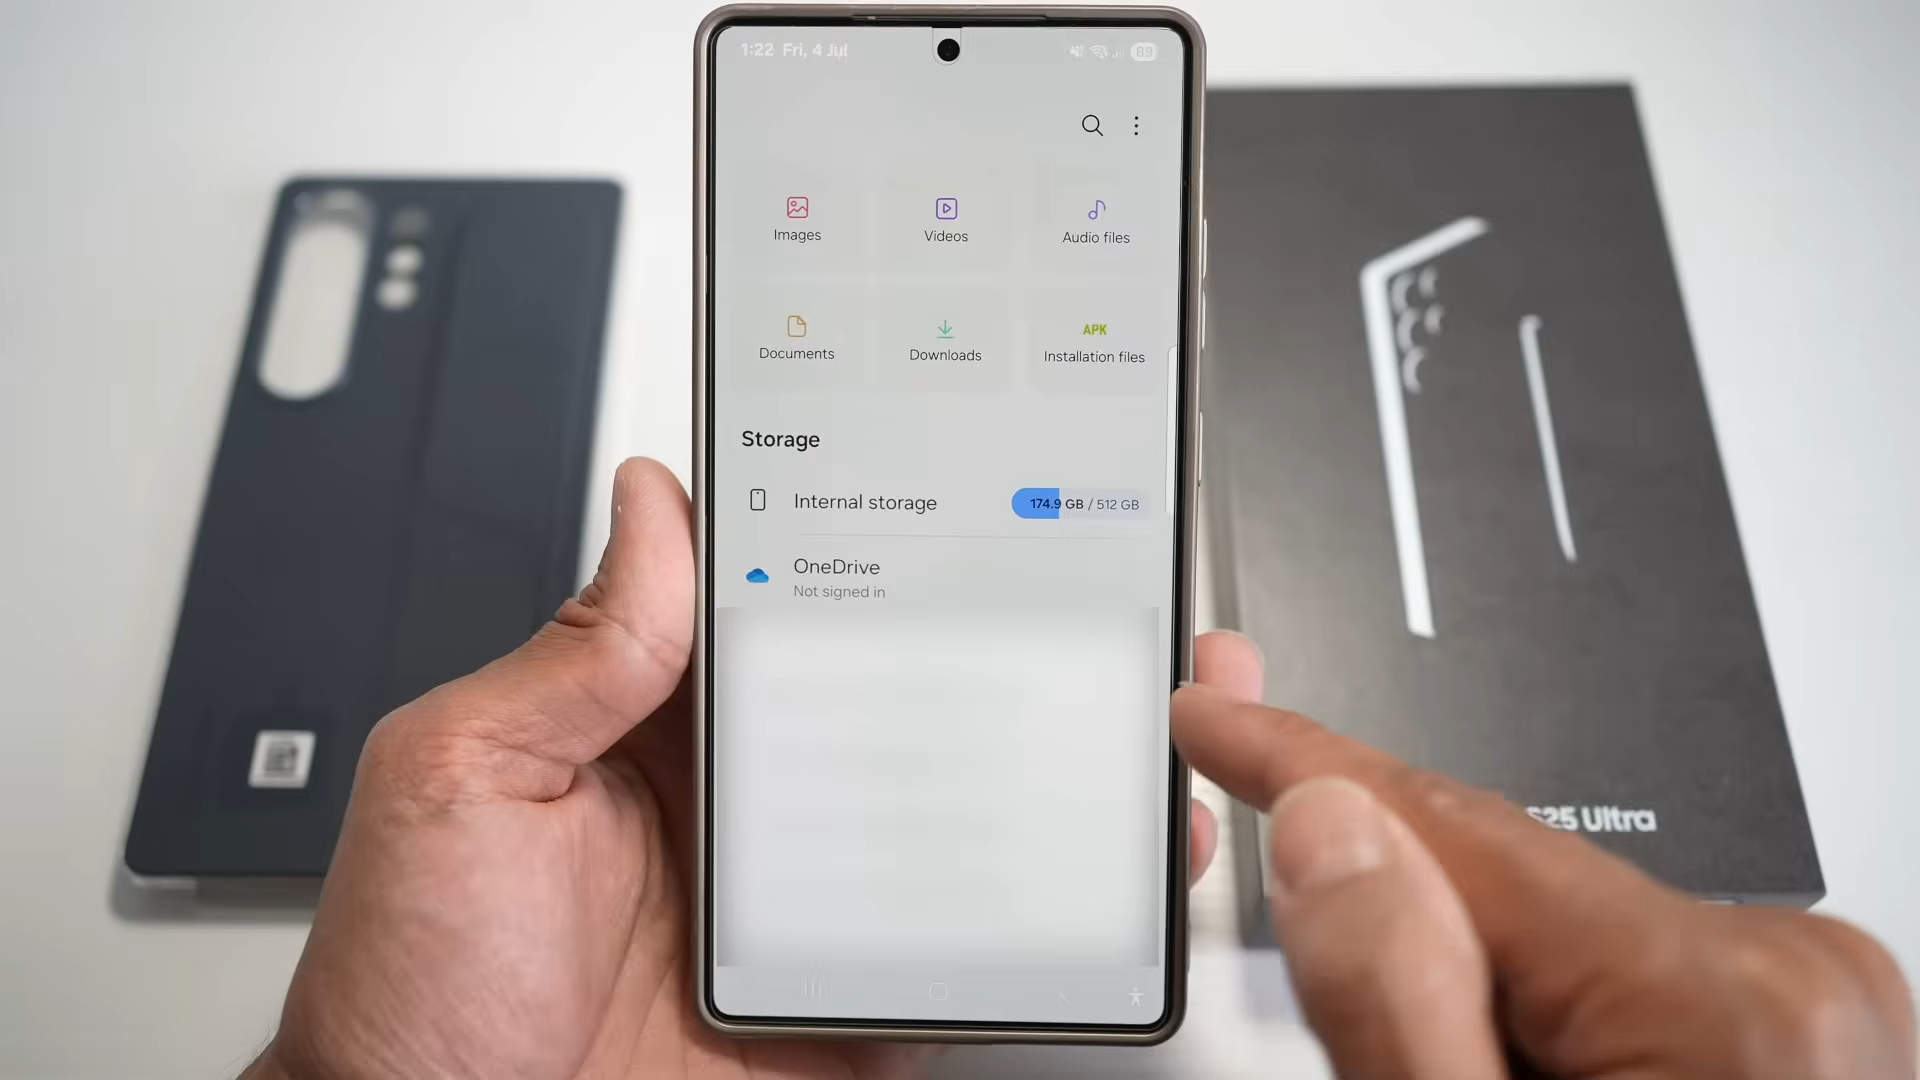 1:22 Fri, 4 Jul
89
Images
Videos
Audio files
Documents
Downloads
APK
Installation files
Storage
Internal storage
174.9 GB / 512 GB
OneDrive
Not signed in
S25 Ultra